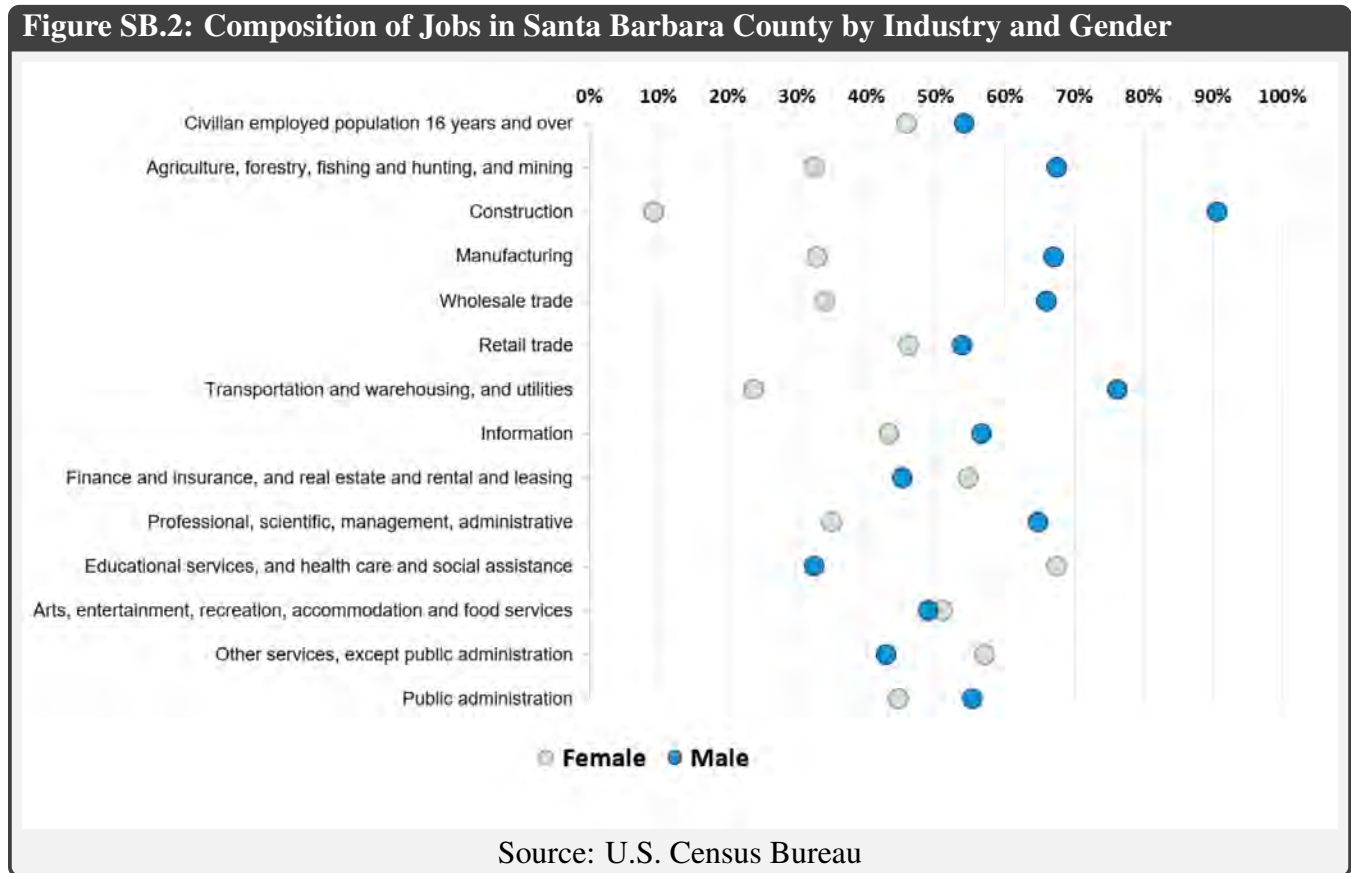 Figure SB.2: Composition of Jobs in Santa Barbara County by Industry and Gender
0% 10% 20% 30% 40% 50% 60% 70% 80% 90% 100%
Civilian employed population 16 years and over
Agriculture, forestry, fishing and hunting, and mining
Construction
Manufacturing
Wholesale trade
Retail trade
Transportation and warehousing, and utilities
Information
Finance and insurance, and real estate and rental and leasing
Professional, scientific, management, administrative
Educational services, and health care and social assistance
Arts, entertainment, recreation, accommodation and food services
Other services, except public administration
Public administration
Female Male
Source: U.S. Census Bureau